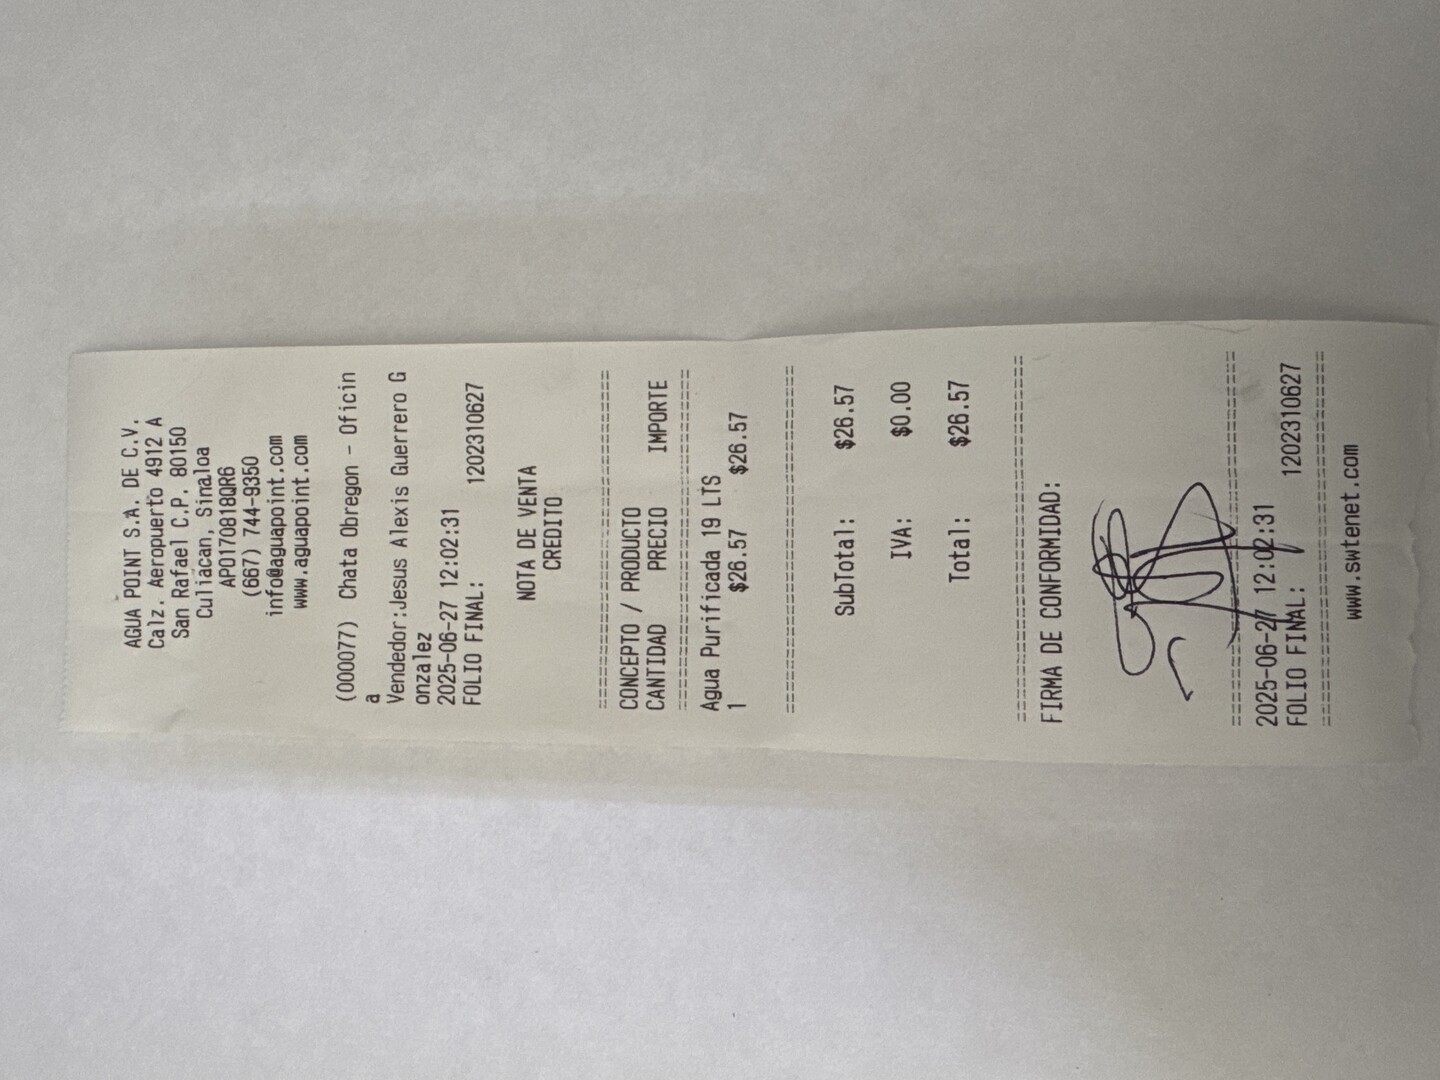 AGUA POINT S.A. DE C.V.
Calz. Aeropuerto 4912 A
San Rafael C.P. 80150
Culiacan, Sinaloa
APO170818QR6
(667) 744-9350
info@aguapoint.com
www.aguapoint.com
(000077) Chata Obregon - Oficin
a
Vendedor:Jesus Alexis Guerrero G
onzalez
2025-06-27 12:02:31
FOLIO FINAL: 1202310627
NOTA DE VENTA
CREDITO
================================
CONCEPTO / PRODUCTO
CANTIDAD PRECIO IMPORTE
================================
Agua Purificada 19 LTS
1 $26.57 $26.57
================================
SubTotal: $26.57
IVA: $0.00
Total: $26.57
================================
FIRMA DE CONFORMIDAD:
================================
2025-06-27 12:02:31
FOLIO FINAL: 1202310627
================================
www.swtenet.com